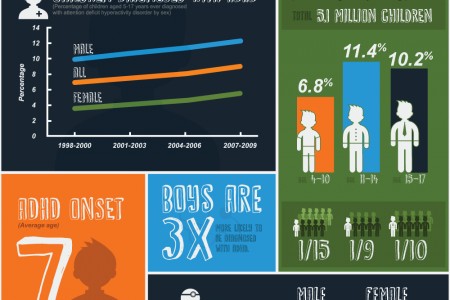 (Percentage of children aged 5-17 years ever diagnosed
with attention deficit hyperactivity disorder by sex)
Percentage
14
12
10
8
6
4
2
0
MALE
ALL
FEMALE
1998-2000
2001-2003
2004-2006
2007-2009
TOTAL 5.1 MILLION CHILDREN
6.8%
11.4%
10.2%
4-10
11-14
15-17
1/15
1/9
1/10
ADHD ONSET
(Average age)
7
BOYS ARE
3X
MORE LIKELY TO
BE DIAGNOSED
WITH ADHD.
MALE
FEMALE